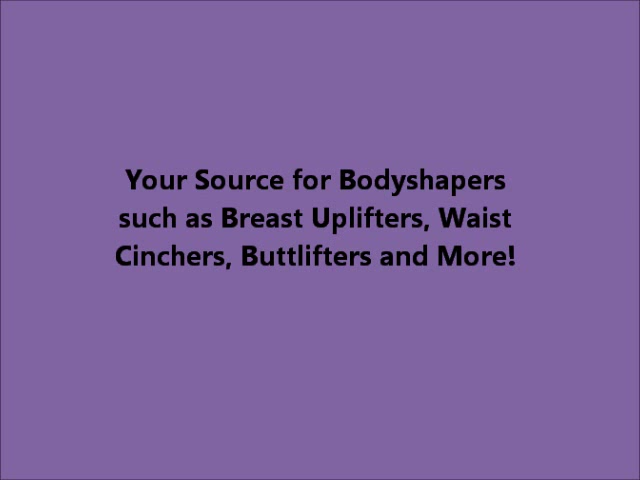 Your Source for Bodyshapers
such as Breast Uplifters, Waist
Cinchers, Buttlifters and More!